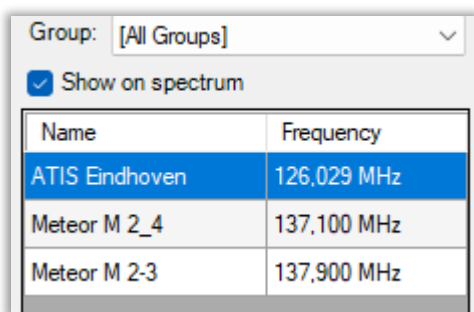 Group: [All Groups]
Show on spectrum
Name Frequency
ATIS Eindhoven 126,029 MHz
Meteor M 2_4 137,100 MHz
Meteor M 2-3 137,900 MHz